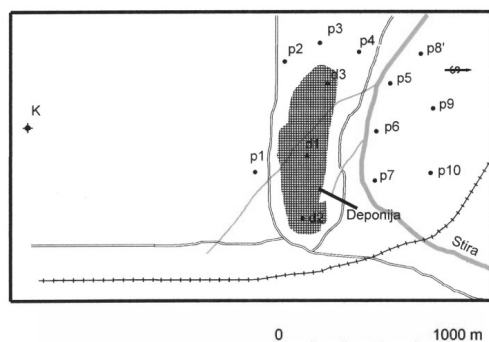 p3
p2
p4
p8'
d3
S
p5
p9
K
p6
d1
p1
p10
p7
Deponija
d2
Stira
0 1000 m